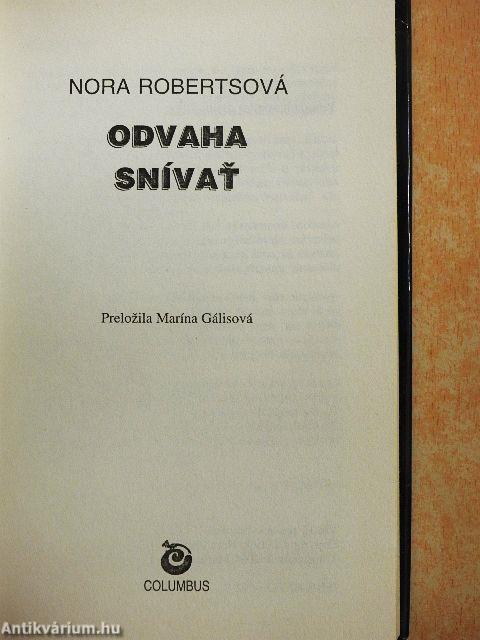 NORA ROBERTSOVÁ
ODVAHA
SNÍVAŤ
Preložila Marína Gálisová
COLUMBUS
Antikvárium.hu